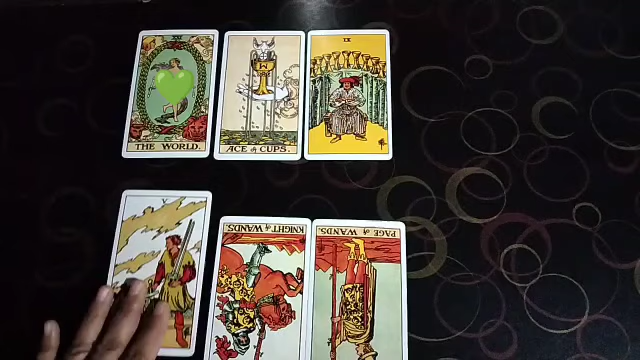 THE WORLD.
ACE of CUPS.
IX
V
KNIGHT of WANDS.
PAGE of WANDS.